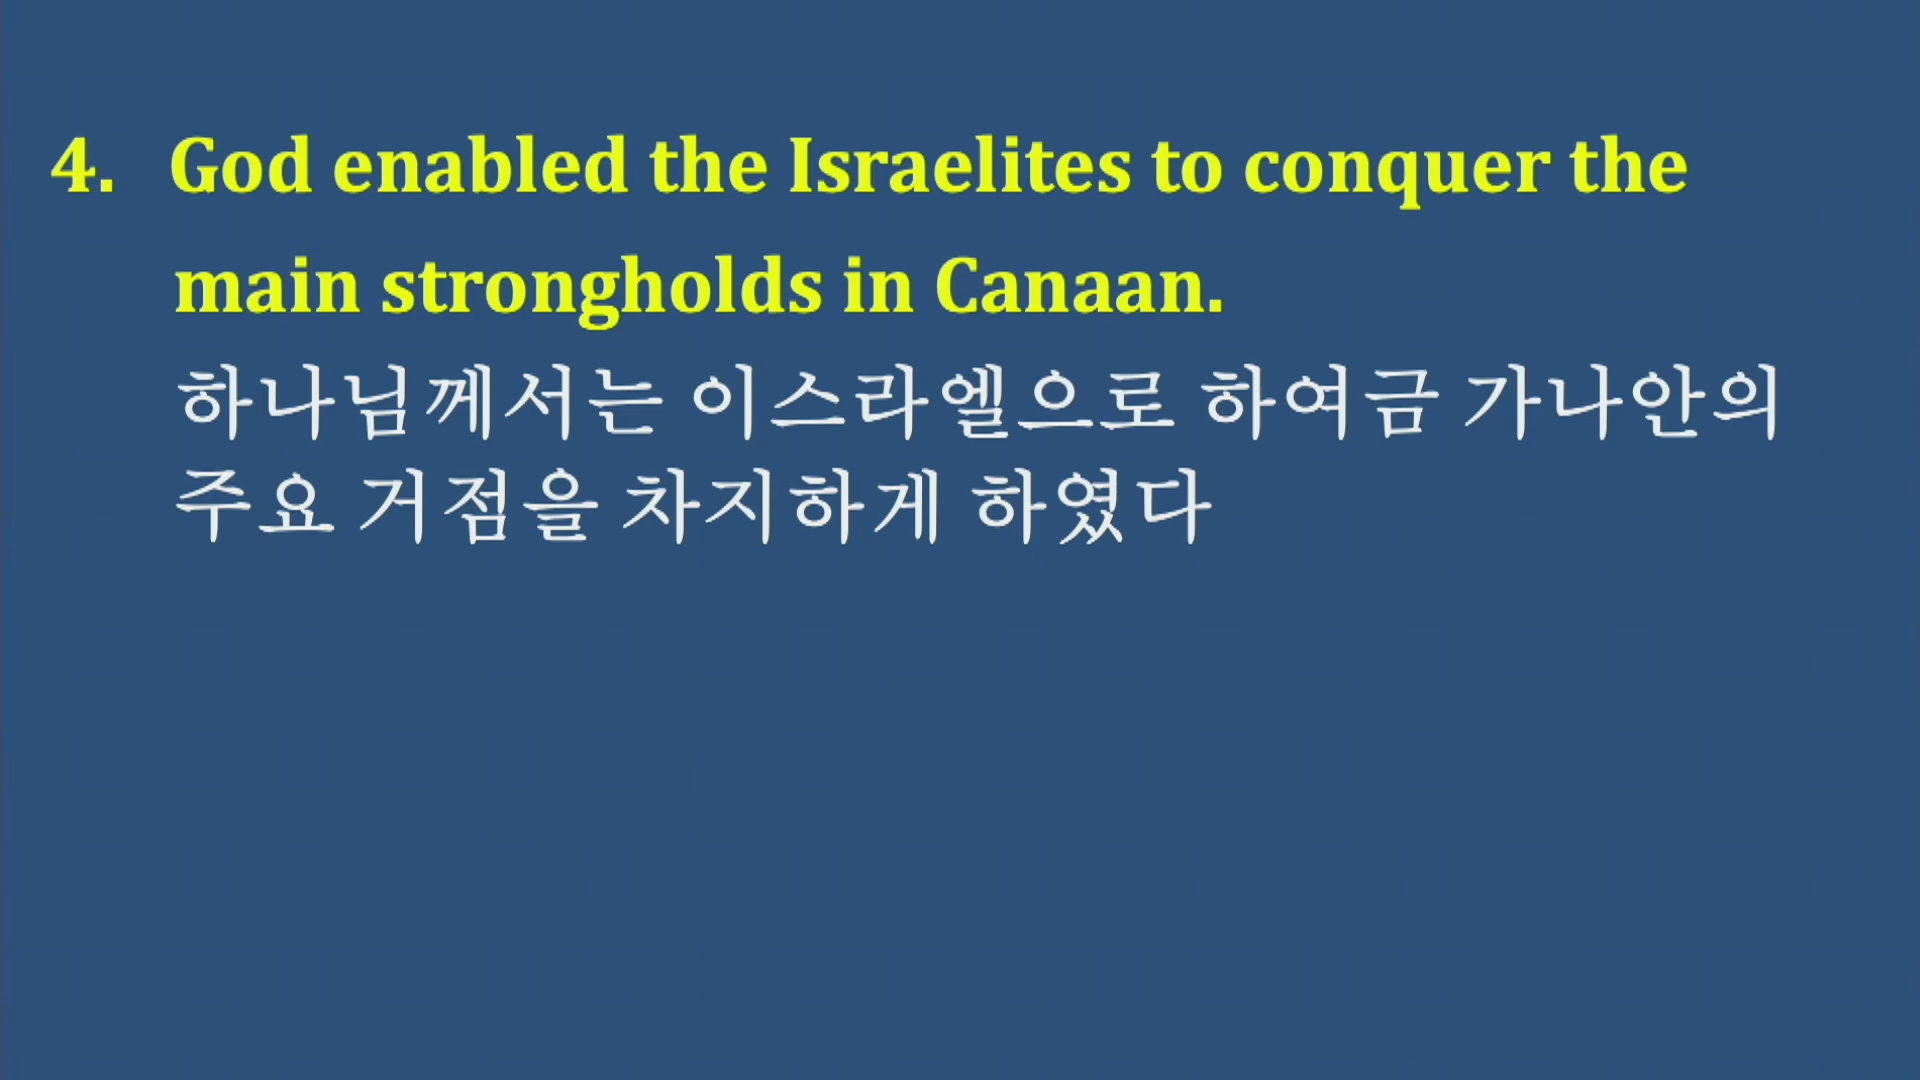 4. God enabled the Israelites to conquer the
main strongholds in Canaan.
하나님께서는 이스라엘으로 하여금 가나안의
주요 거점을 차지하게 하였다